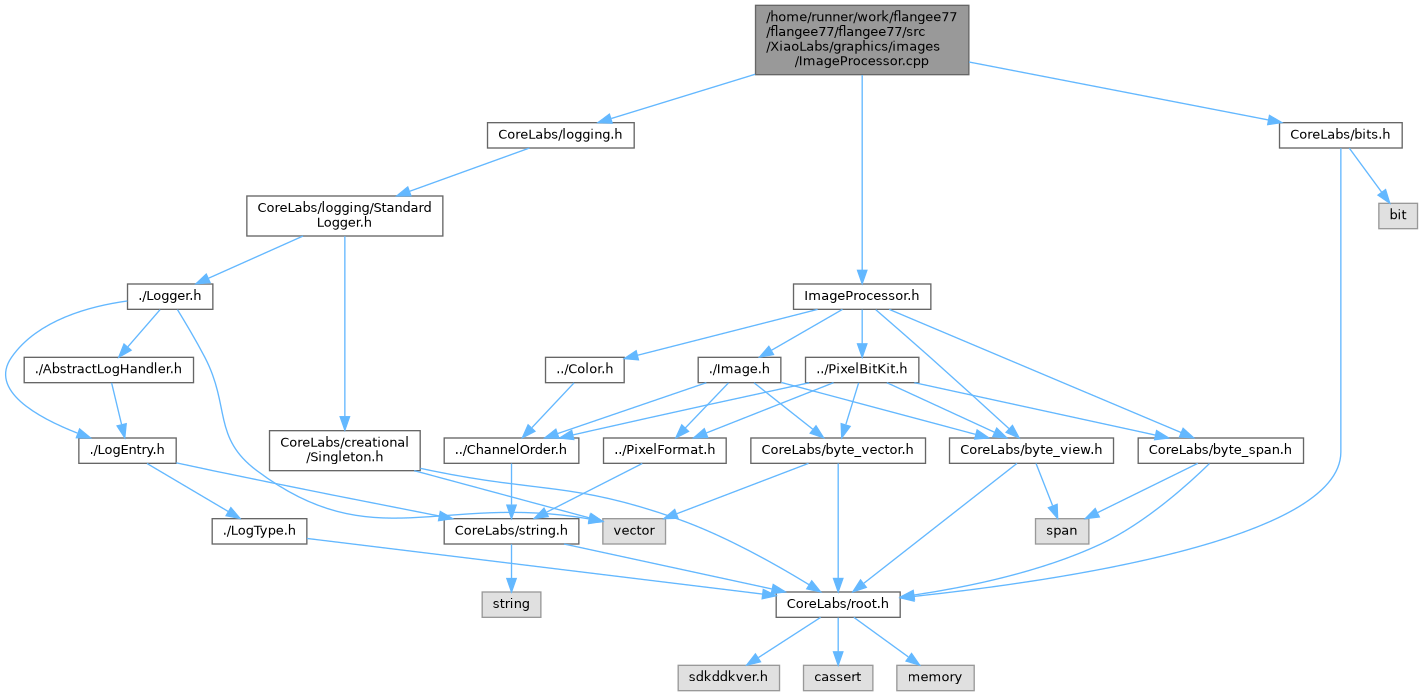 /home/runner/work/flangee77
/flangee77/flangee77/src
/XiaoLabs/graphics/images
/ImageProcessor.cpp
CoreLabs/logging.h
CoreLabs/bits.h
CoreLabs/logging/Standard
Logger.h
bit
./Logger.h
ImageProcessor.h
./AbstractLogHandler.h
../Color.h
./Image.h
../PixelBitKit.h
./LogEntry.h
CoreLabs/creational
/Singleton.h
../ChannelOrder.h
../PixelFormat.h
CoreLabs/byte_vector.h
CoreLabs/byte_view.h
CoreLabs/byte_span.h
./LogType.h
CoreLabs/string.h
vector
span
string
CoreLabs/root.h
sdkddkver.h
cassert
memory